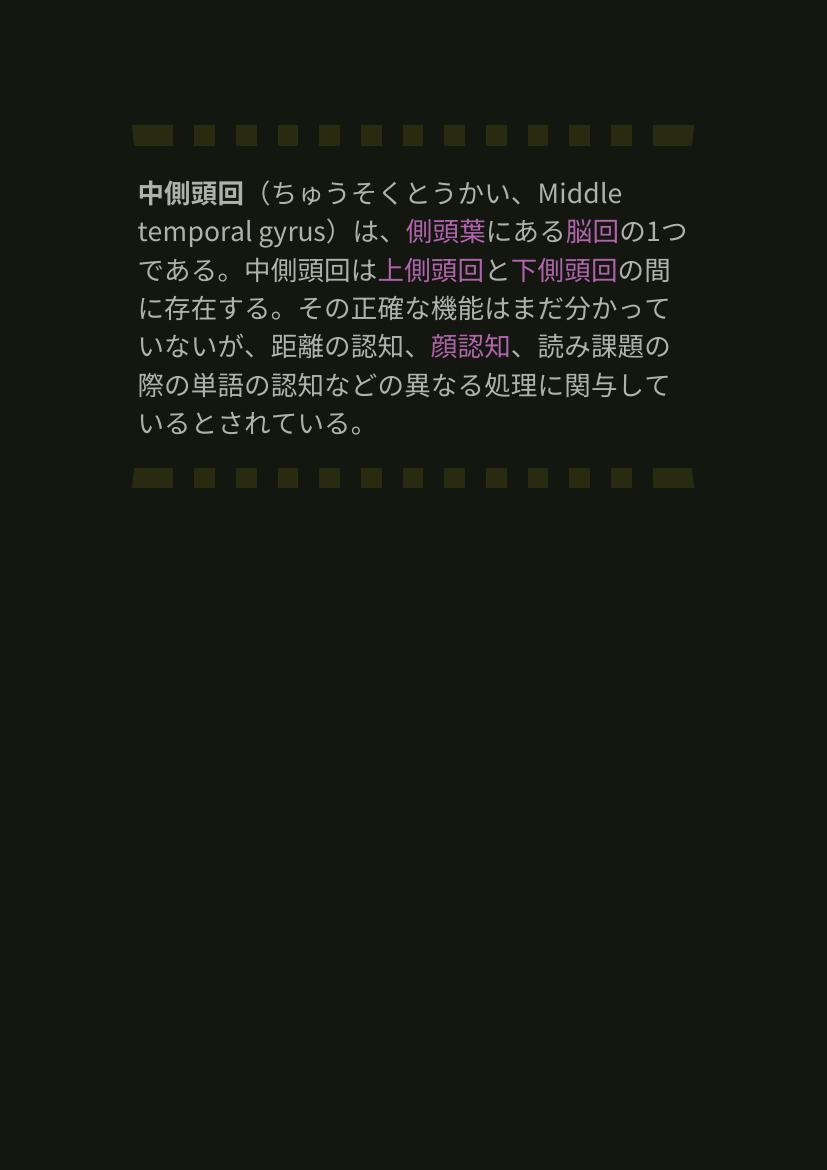 中側頭回（ちゅうそくとうかい、Middle
temporal gyrus）は、側頭葉にある脳回の1つ
である。中側頭回は上側頭回と下側頭回の間
に存在する。その正確な機能はまだ分かって
いないが、距離の認知、顔認知、読み課題の
際の単語の認知などの異なる処理に関与して
いるとされている。